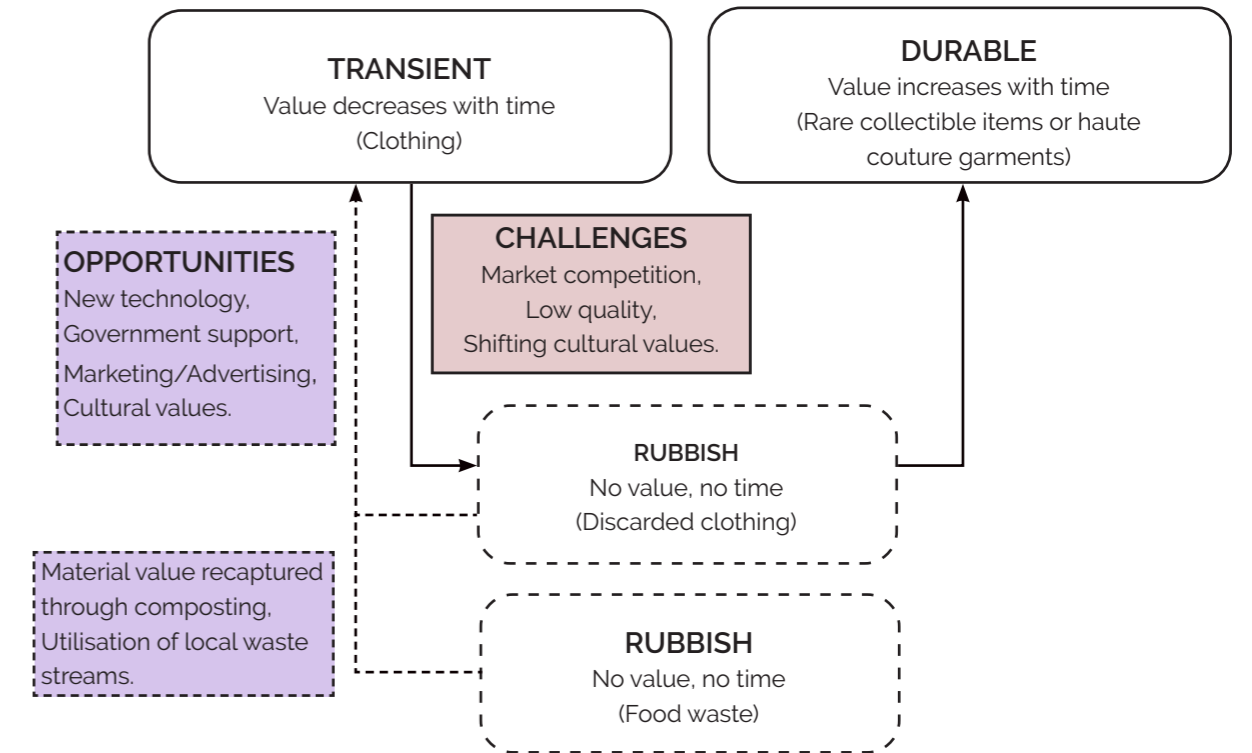 TRANSIENT
Value decreases with time
(Clothing)
DURABLE
Value increases with time
(Rare collectible items or haute
couture garments)
OPPORTUNITIES
New technology,
Government support,
Marketing/Advertising,
Cultural values.
CHALLENGES
Market competition,
Low quality,
Shifting cultural values.
RUBBISH
No value, no time
(Discarded clothing)
Material value recaptured
through composting,
Utilisation of local waste
streams.
RUBBISH
No value, no time
(Food waste)